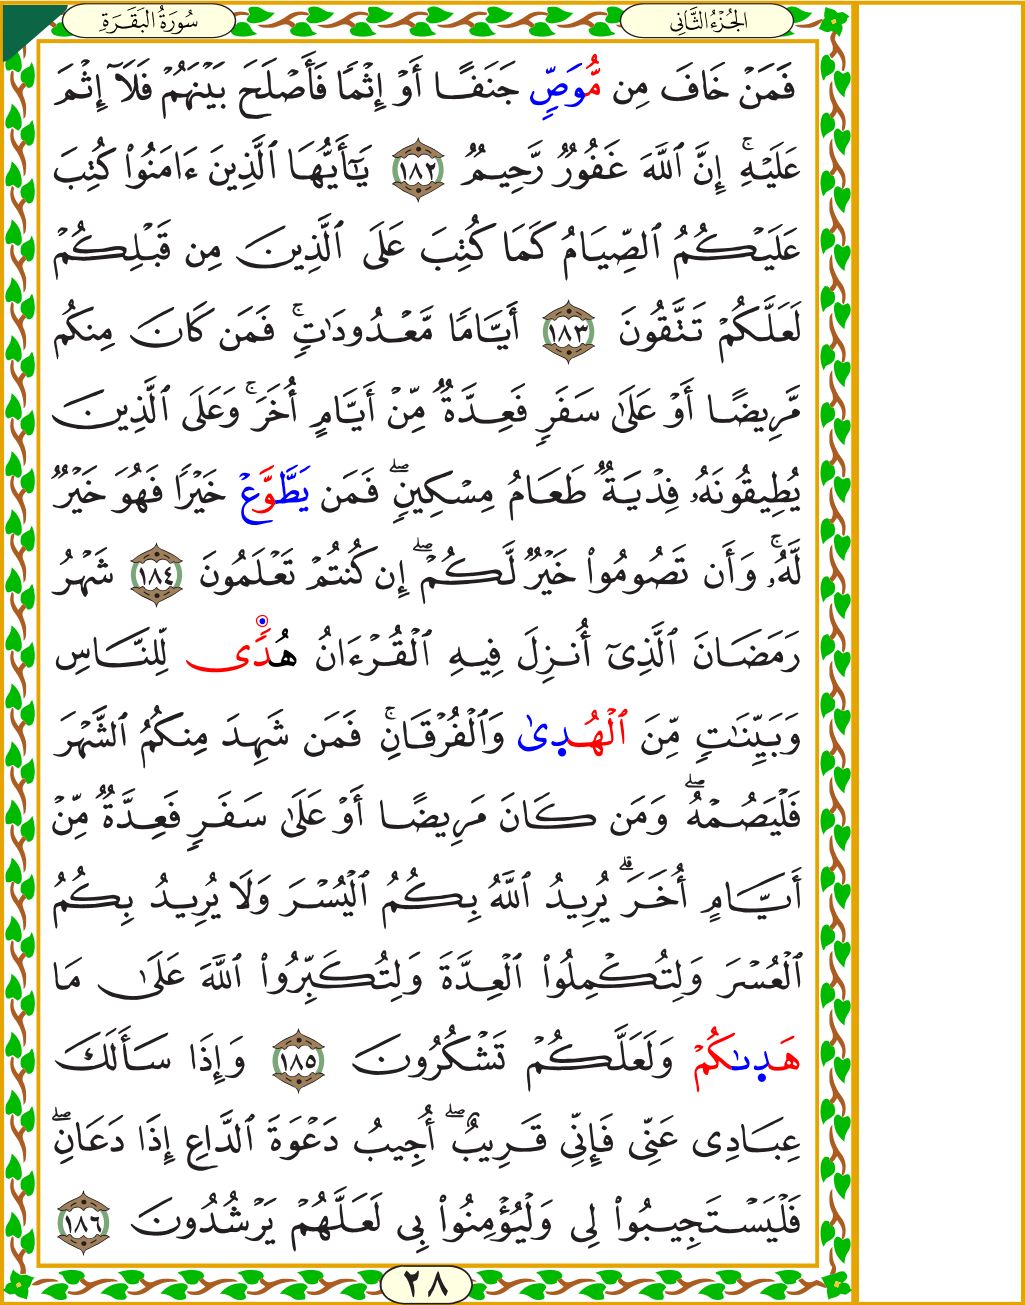 سُورَةُ البَقَرَةِ
الجُزْءُ الثَّانِي
فَمَنْ خَافَ مِن مُّوَصٍّ جَنَفًا أَوْ إِثْمًا فَأَصْلَحَ بَيْنَهُمْ فَلَآ إِثْمَ
عَلَيْهِۚ إِنَّ ٱللَّهَ غَفُورٌ رَّحِيمٌ ١٨٢ يَٰٓأَيُّهَا ٱلَّذِينَ ءَامَنُوا۟ كُتِبَ
عَلَيْكُمُ ٱلصِّيَامُ كَمَا كُتِبَ عَلَى ٱلَّذِينَ مِن قَبْلِكُمْ
لَعَلَّكُمْ تَتَّقُونَ ١٨٣ أَيَّامًا مَّعْدُودَٰتٍۚ فَمَن كَانَ مِنكُم
مَّرِيضًا أَوْ عَلَىٰ سَفَرٍ فَعِدَّةٌ مِّنْ أَيَّامٍ أُخَرَۚ وَعَلَى ٱلَّذِينَ
يُطِيقُونَهُۥ فِدْيَةٌ طَعَامُ مِسْكِينٍۖ فَمَن يَطَّوَّعْ خَيْرًا فَهُوَ خَيْرٌ
لَّهُۥۚ وَأَن تَصُومُوا۟ خَيْرٌ لَّكُمْۖ إِن كُنتُمْ تَعْلَمُونَ ١٨٤ شَهْرُ
رَمَضَانَ ٱلَّذِىٓ أُنزِلَ فِيهِ ٱلْقُرْءَانُ هُدًى لِّلنَّاسِ
وَبَيِّنَٰتٍ مِّنَ ٱلْهُدِىٰ وَٱلْفُرْقَانِۚ فَمَن شَهِدَ مِنكُمُ ٱلشَّهْرَ
فَلْيَصُمْهُۖ وَمَن كَانَ مَرِيضًا أَوْ عَلَىٰ سَفَرٍ فَعِدَّةٌ مِّنْ
أَيَّامٍ أُخَرَۗ يُرِيدُ ٱللَّهُ بِكُمُ ٱلْيُسْرَ وَلَا يُرِيدُ بِكُمُ
ٱلْعُسْرَ وَلِتُكْمِلُوا۟ ٱلْعِدَّةَ وَلِتُكَبِّرُوا۟ ٱللَّهَ عَلَىٰ مَا
هَدِىٰكُمْ وَلَعَلَّكُمْ تَشْكُرُونَ ١٨٥ وَإِذَا سَأَلَكَ
عِبَادِى عَنِّى فَإِنِّى قَرِيبٌۖ أُجِيبُ دَعْوَةَ ٱلدَّاعِ إِذَا دَعَانِۖ
فَلْيَسْتَجِيبُوا۟ لِى وَلْيُؤْمِنُوا۟ بِى لَعَلَّهُمْ يَرْشُدُونَ ١٨٦
٢٨